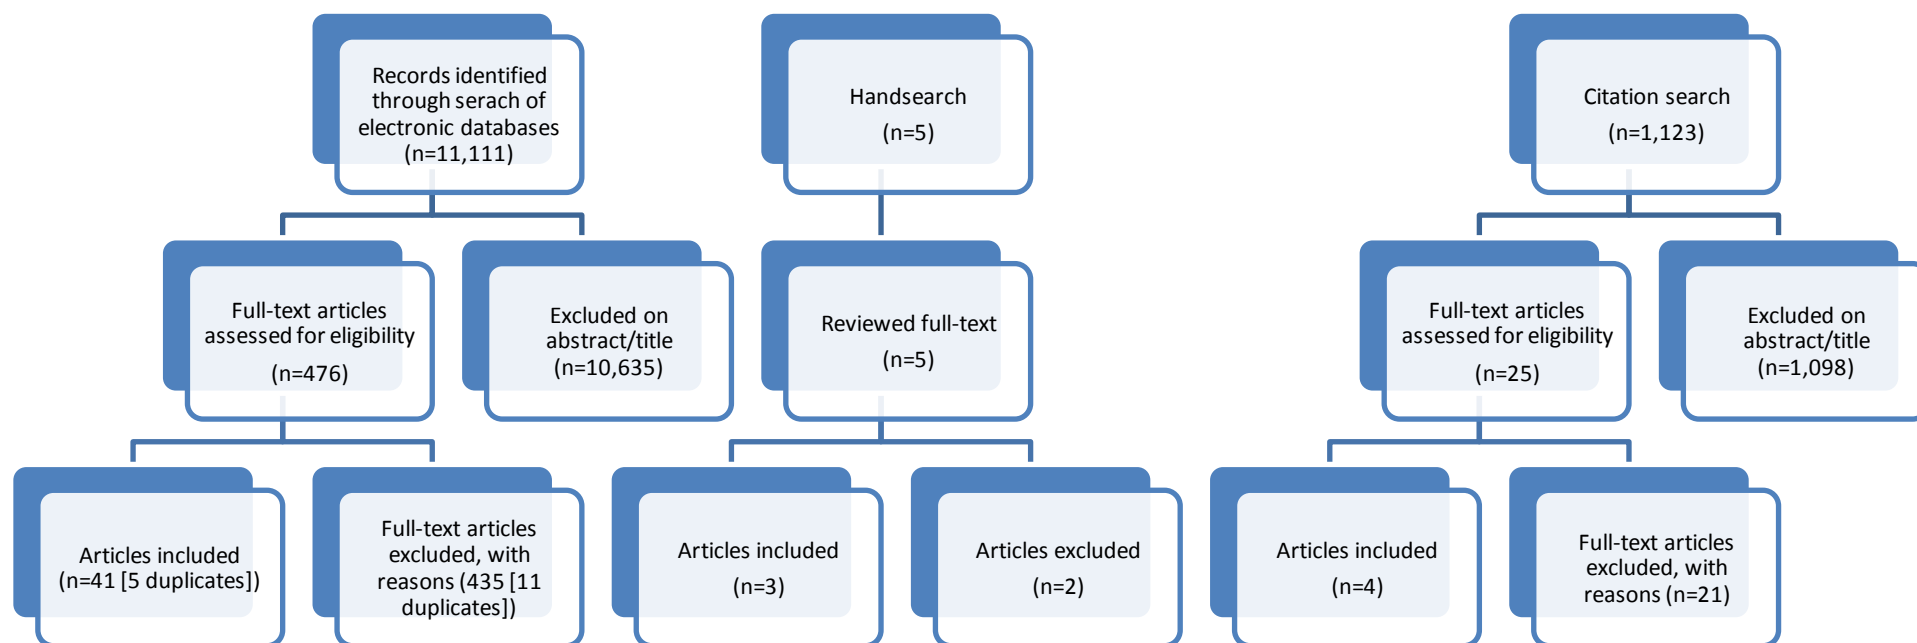 Records identified
through serach of
electronic databases
(n=11,111)
Handsearch
(n=5)
Citation search
(n=1,123)
Full-text articles
assessed for eligibility
(n=476)
Excluded on
abstract/title
(n=10,635)
Reviewed full-text
(n=5)
Full-text articles
assessed for eligibility
(n=25)
Excluded on
abstract/title
(n=1,098)
Articles included
(n=41 [5 duplicates])
Full-text articles
excluded, with
reasons (435 [11
duplicates])
Articles included
(n=3)
Articles excluded
(n=2)
Articles included
(n=4)
Full-text articles
excluded, with
reasons (n=21)